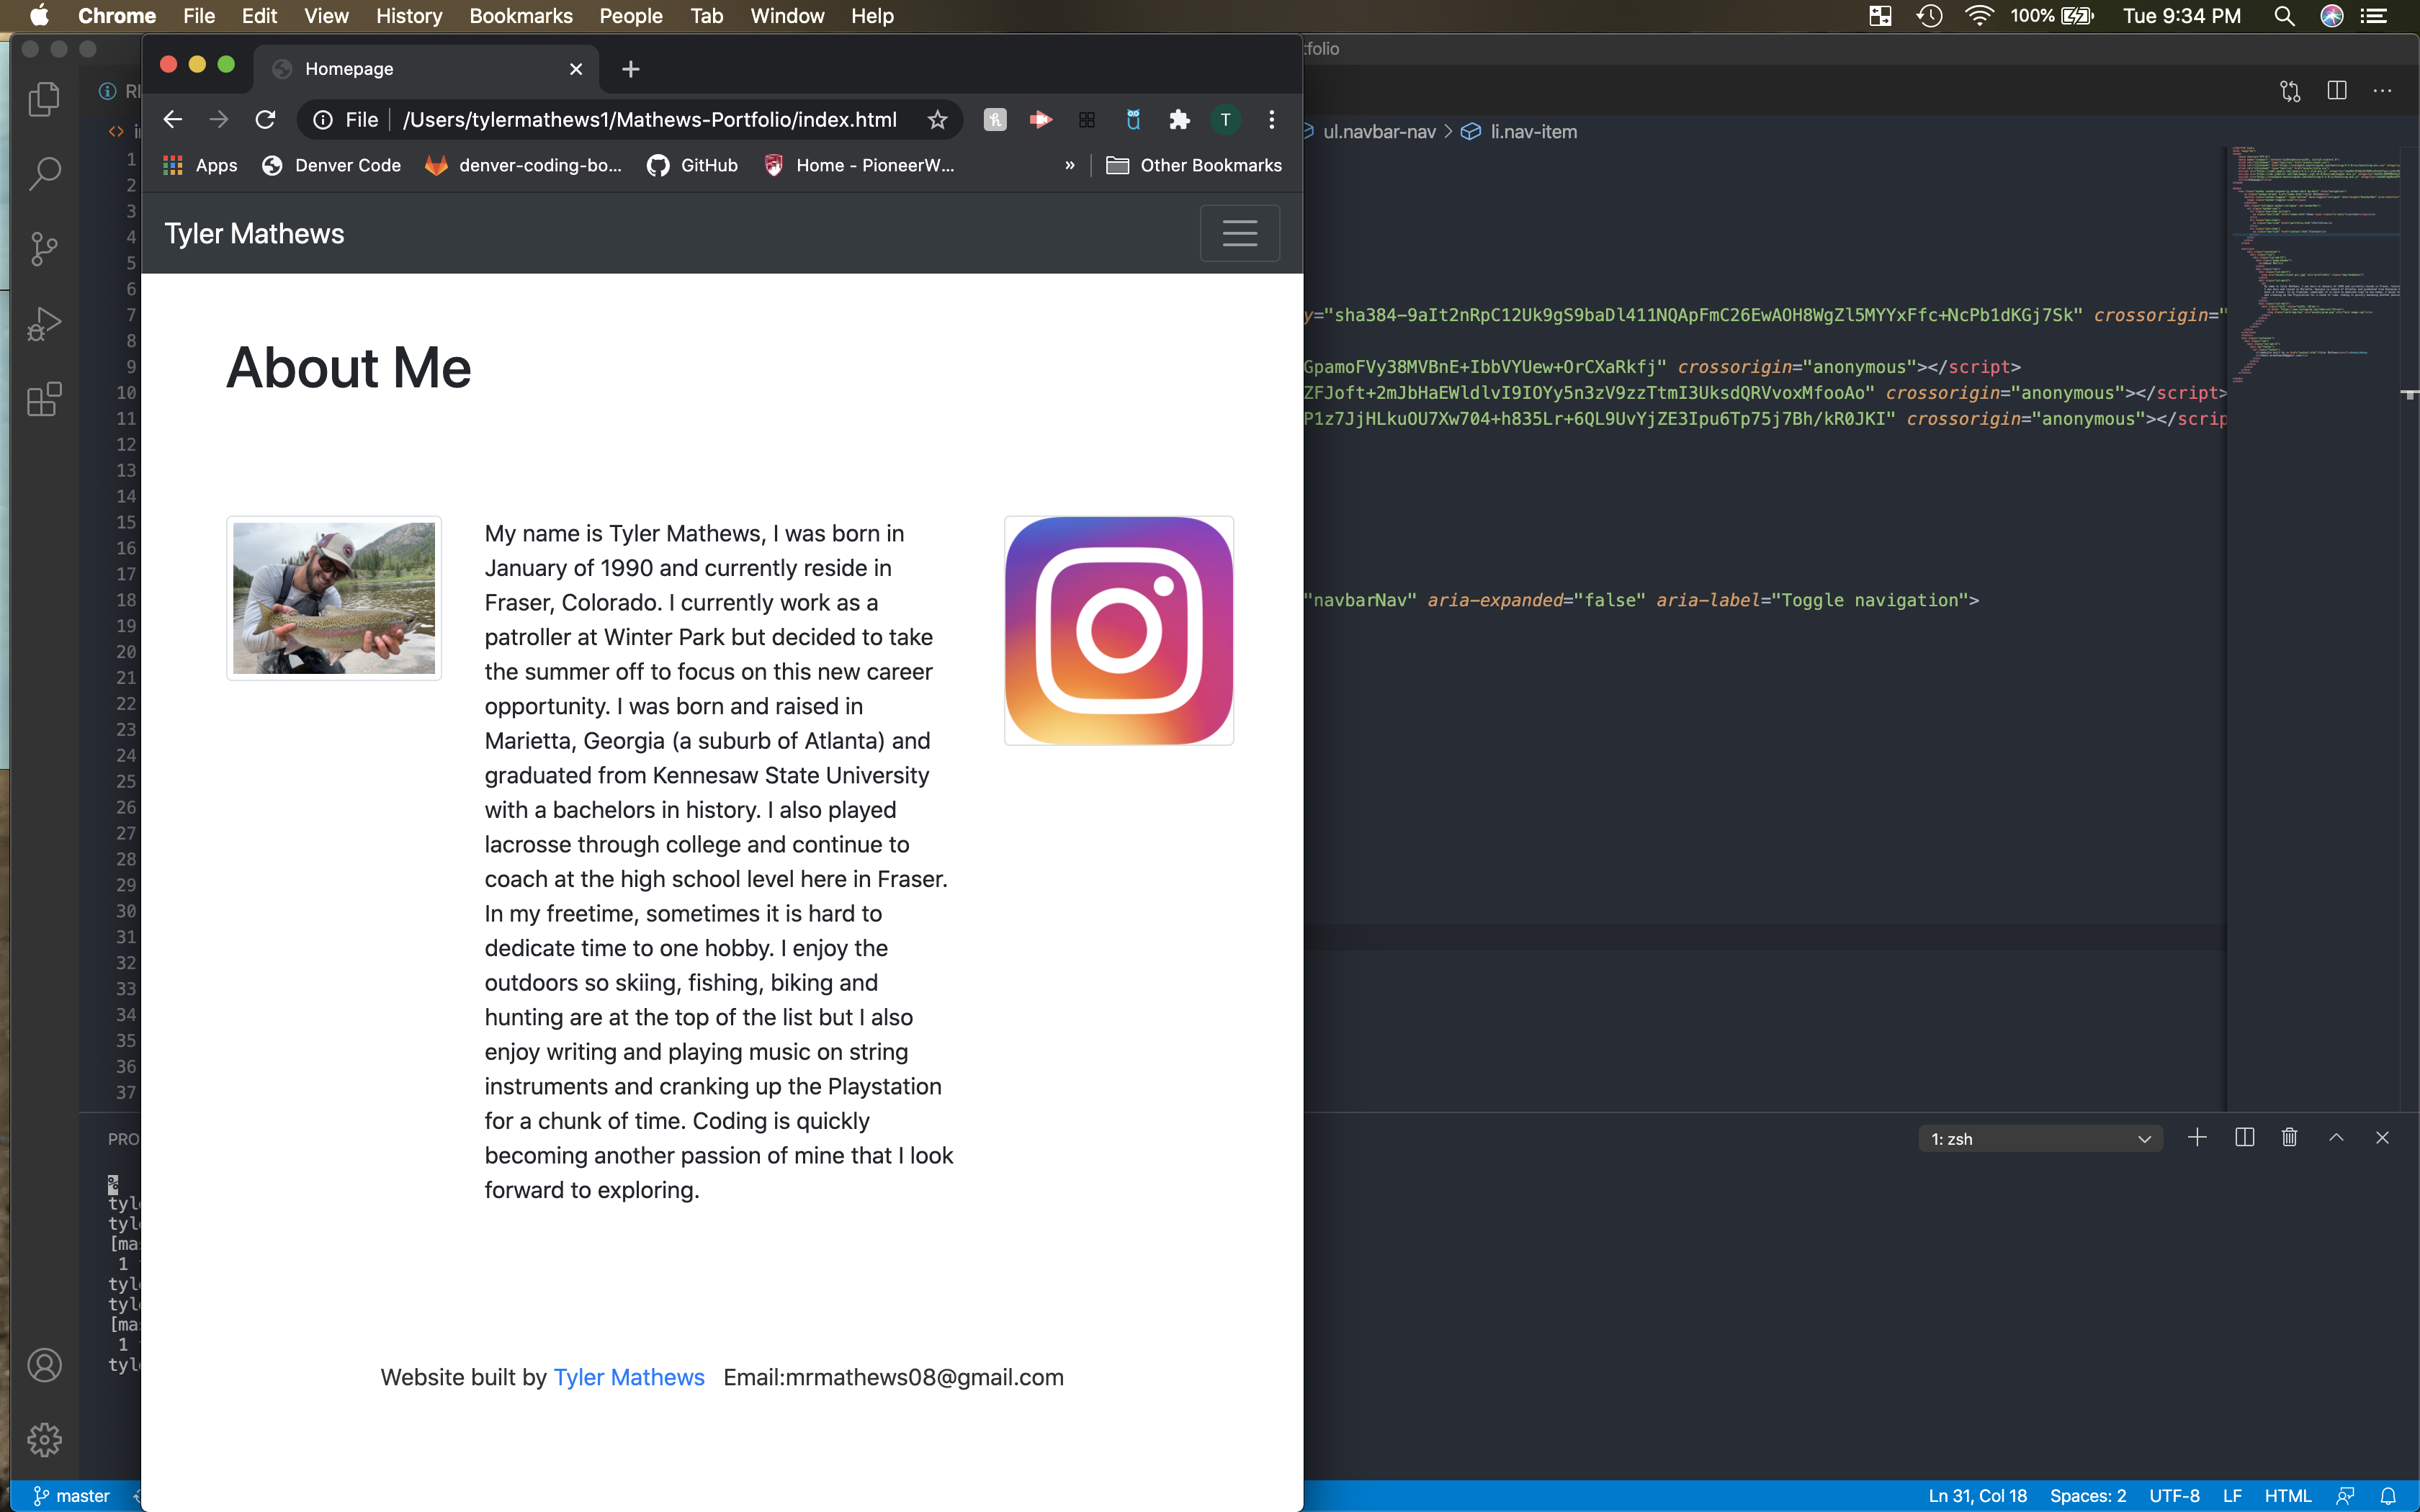 Chrome File Edit View History Bookmarks People Tab Window Help 100% Tue 9:34 PM
Homepage
tfolio
File /Users/tylermathews1/Mathews-Portfolio/index.html
ul.navbar-nav > li.nav-item
Apps Denver Code denver-coding-bo... GitHub Home - PioneerW... » Other Bookmarks
Tyler Mathews
About Me
My name is Tyler Mathews, I was born in
January of 1990 and currently reside in
Fraser, Colorado. I currently work as a
patroller at Winter Park but decided to take
the summer off to focus on this new career
opportunity. I was born and raised in
Marietta, Georgia (a suburb of Atlanta) and
graduated from Kennesaw State University
with a bachelors in history. I also played
lacrosse through college and continue to
coach at the high school level here in Fraser.
In my freetime, sometimes it is hard to
dedicate time to one hobby. I enjoy the
outdoors so skiing, fishing, biking and
hunting are at the top of the list but I also
enjoy writing and playing music on string
instruments and cranking up the Playstation
for a chunk of time. Coding is quickly
becoming another passion of mine that I look
forward to exploring.
Website built by Tyler Mathews Email:mrmathews08@gmail.com
1
2
3
4
5
6
7
8
9
10
11
12
13
14
15
16
17
18
19
20
21
22
23
24
25
26
27
28
29
30
31
32
33
34
35
36
37
y="sha384-9aIt2nRpC12Uk9gS9baDl411NQApFmC26EwAOH8WgZl5MYYxFfc+NcPb1dKGj7Sk" crossorigin="
GpamoFVy38MVBnE+IbbVYUew+OrCXaRkfj" crossorigin="anonymous"></script>
ZFJoft+2mJbHaEWldlvI9IOYy5n3zV9zzTtmI3UksdQRVvoxMfooAo" crossorigin="anonymous"></script>
P1z7JjHLkuOU7Xw704+h835Lr+6QL9UvYjZE3Ipu6Tp75j7Bh/kR0JKI" crossorigin="anonymous"></scrip
"navbarNav" aria-expanded="false" aria-label="Toggle navigation">
PRO
1: zsh
%
tyl
tyl
[ma
1
tyl
tyl
[ma
1
tyl
master
Ln 31, Col 18 Spaces: 2 UTF-8 LF HTML